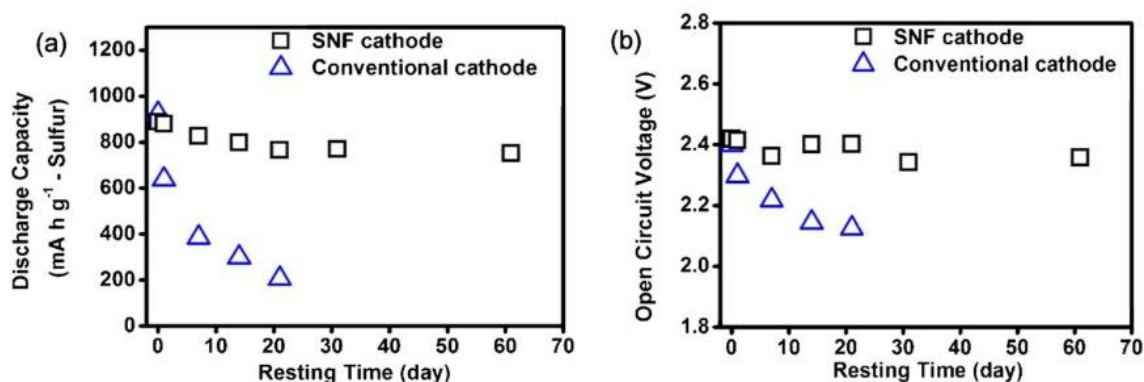 (a)
SNF cathode
Conventional cathode
Discharge Capacity
(mA h g⁻¹ - Sulfur)
1200
1000
800
600
400
200
0
0 10 20 30 40 50 60 70
Resting Time (day)
(b)
SNF cathode
Conventional cathode
Open Circuit Voltage (V)
2.8
2.6
2.4
2.2
2.0
1.8
0 10 20 30 40 50 60 70
Resting Time (day)